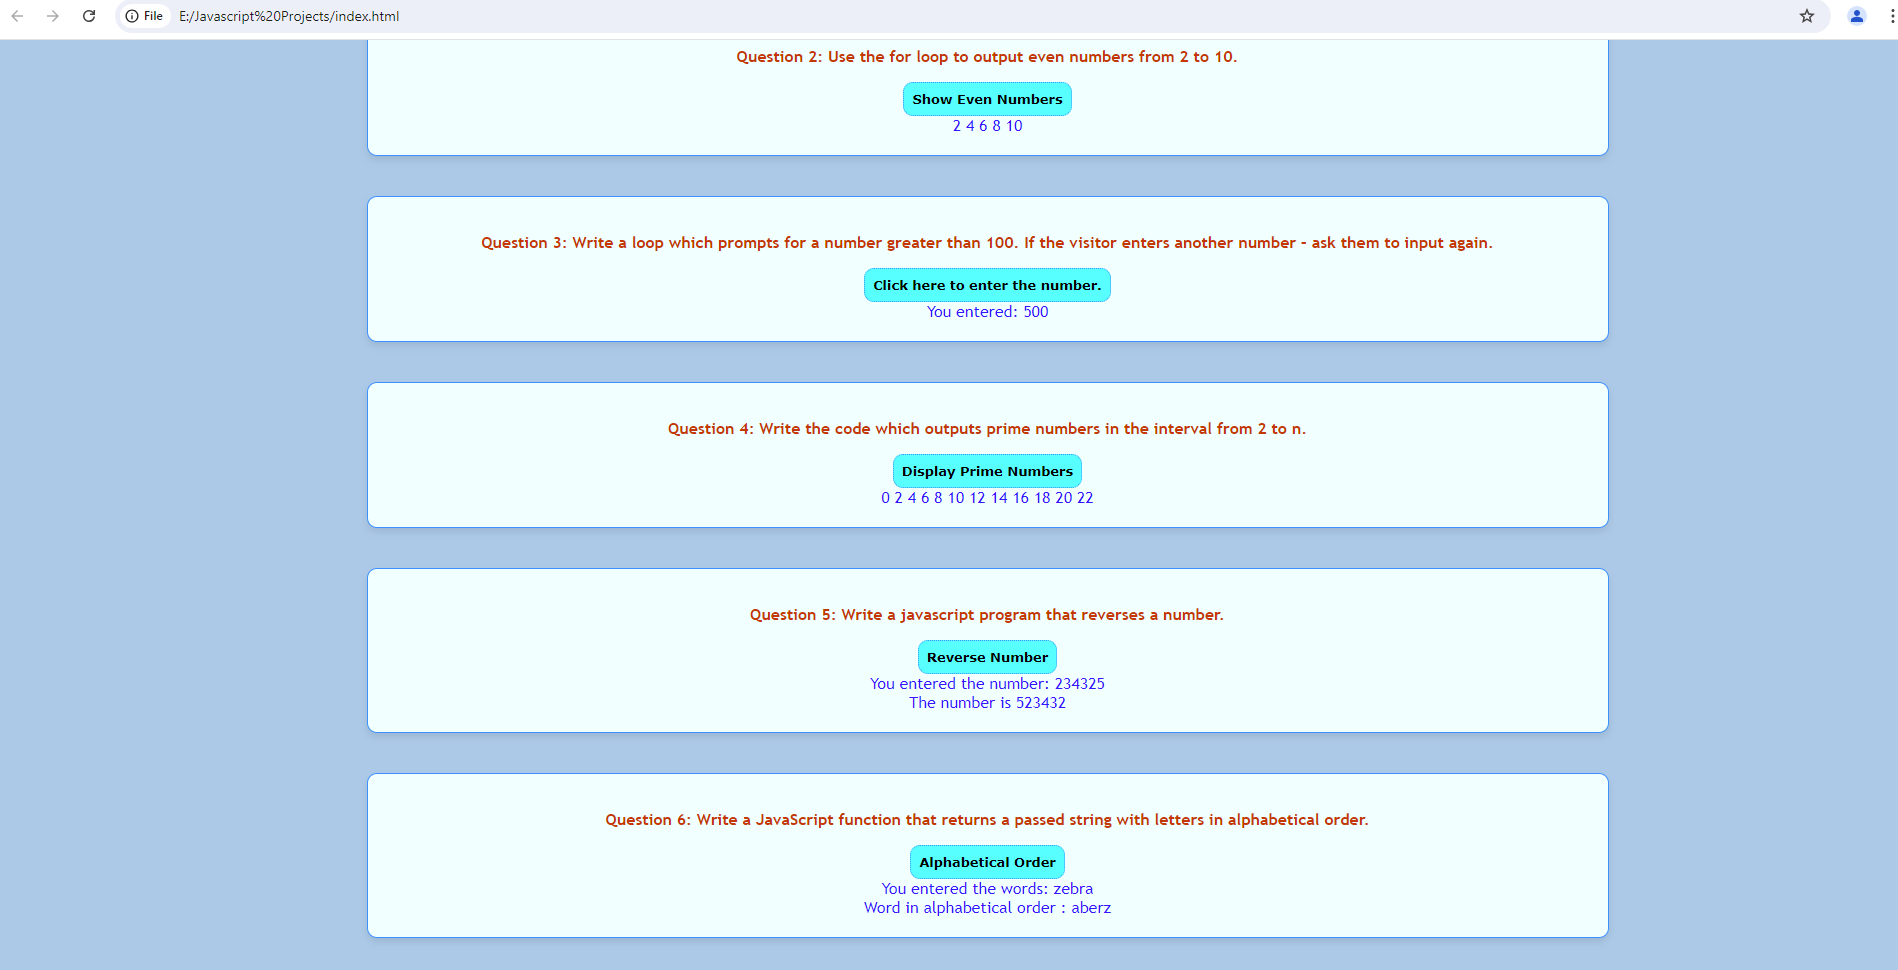 File E:/Javascript%20Projects/index.html
Question 2: Use the for loop to output even numbers from 2 to 10.
Show Even Numbers
2 4 6 8 10
Question 3: Write a loop which prompts for a number greater than 100. If the visitor enters another number – ask them to input again.
Click here to enter the number.
You entered: 500
Question 4: Write the code which outputs prime numbers in the interval from 2 to n.
Display Prime Numbers
0 2 4 6 8 10 12 14 16 18 20 22
Question 5: Write a javascript program that reverses a number.
Reverse Number
You entered the number: 234325
The number is 523432
Question 6: Write a JavaScript function that returns a passed string with letters in alphabetical order.
Alphabetical Order
You entered the words: zebra
Word in alphabetical order : aberz